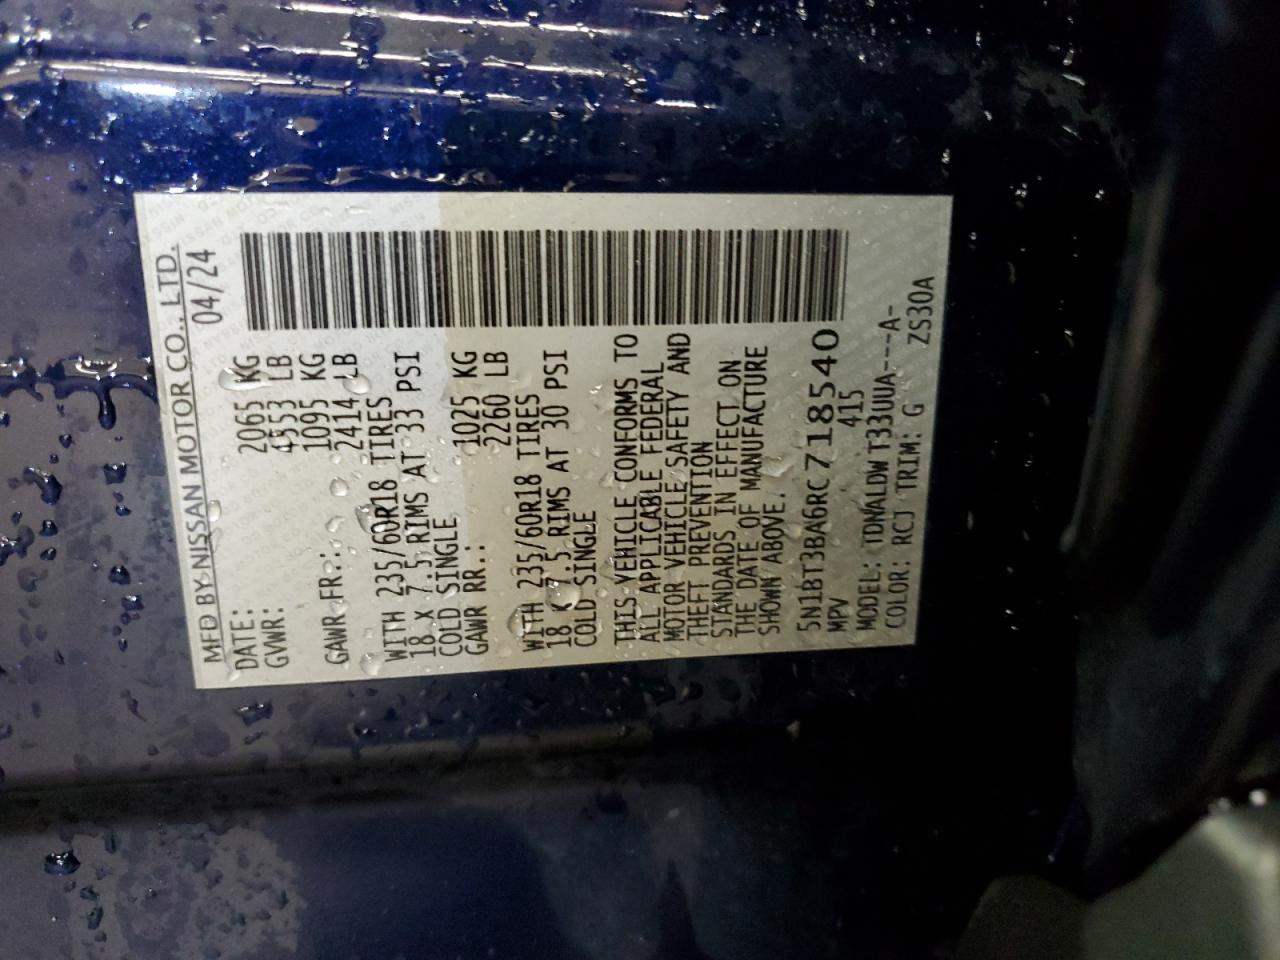 MFD BY NISSAN MOTOR CO., LTD.
DATE: 04/24
GVWR: 2065 KG
4553 LB
GAWR FR.: 1095 KG
2414 LB
WITH 235/60R18 TIRES
18 X 7.5 RIMS AT 33 PSI
COLD SINGLE
GAWR RR.: 1025 KG
2260 LB
WITH 235/60R18 TIRES
18 X 7.5 RIMS AT 30 PSI
COLD SINGLE
THIS VEHICLE CONFORMS TO
ALL APPLICABLE FEDERAL
MOTOR VEHICLE SAFETY AND
THEFT PREVENTION
STANDARDS IN EFFECT ON
THE DATE OF MANUFACTURE
SHOWN ABOVE.
5N1BT3BA6RC718540
MPV 415
MODEL: TDNALDWT33UUA---A-
COLOR: RCJ TRIM: G ZS30A